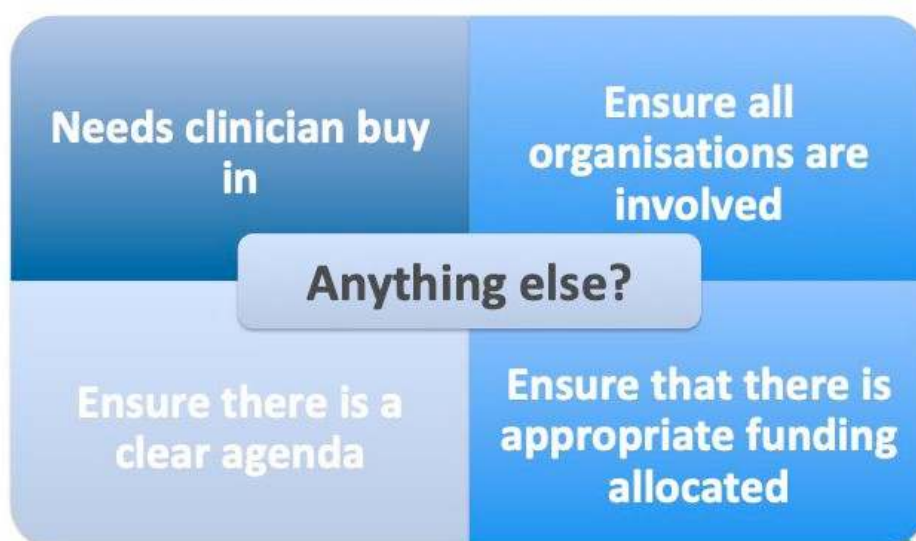 Needs clinician buy
in
Ensure all
organisations are
involved
Anything else?
Ensure there is a
clear agenda
Ensure that there is
appropriate funding
allocated